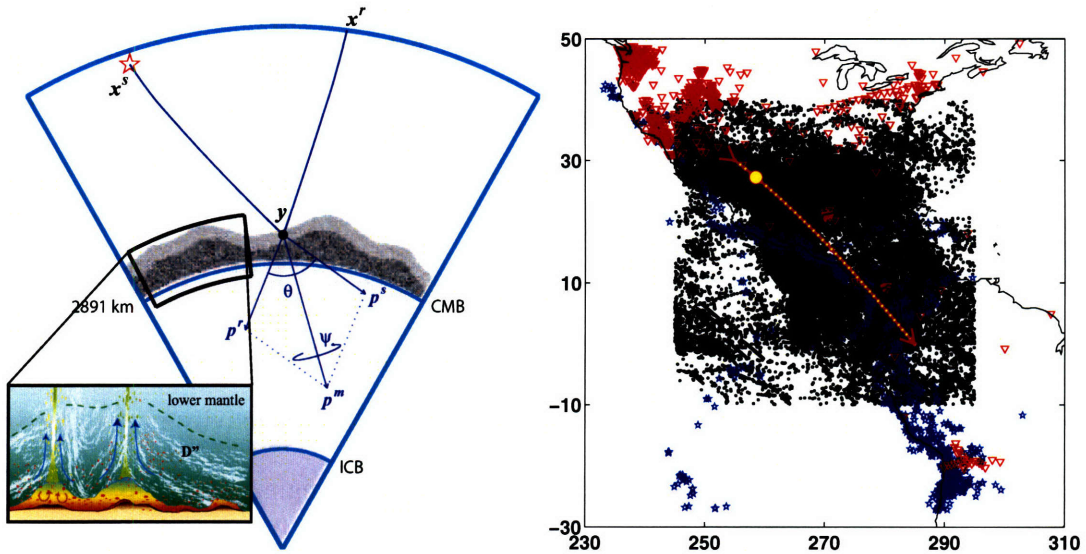 x^r
x^s
y
2891 km
CMB
θ
p^s
p^r
ψ
p^m
ICB
lower mantle
D"
50
30
10
-10
-30
230
250
270
290
310